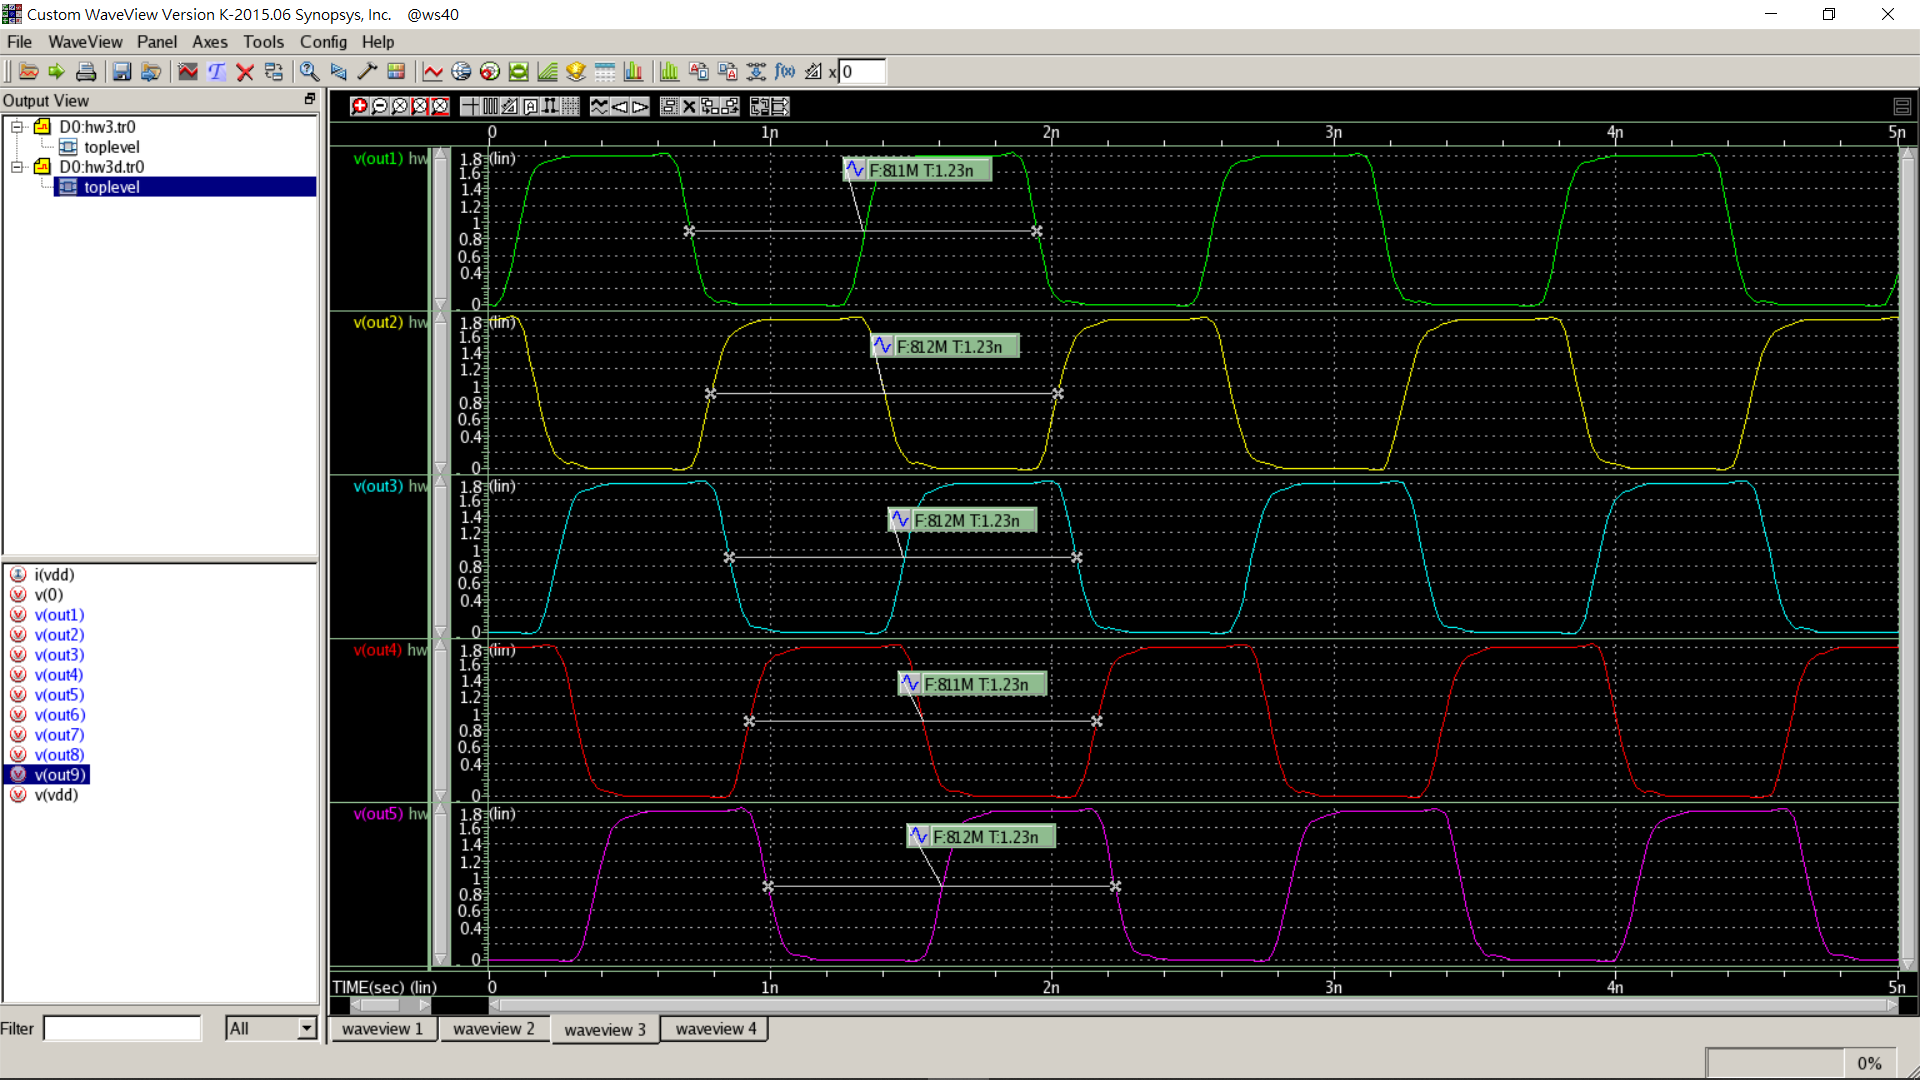 Custom WaveView Version K-2015.06 Synopsys, Inc.    @ws40
File WaveView Panel Axes Tools Config Help
x 0
Output View
D0:hw3.tr0
toplevel
D0:hw3d.tr0
toplevel
i(vdd)
v(0)
v(out1)
v(out2)
v(out3)
v(out4)
v(out5)
v(out6)
v(out7)
v(out8)
v(out9)
v(vdd)
Filter All
0 1n 2n 3n 4n 5n
v(out1) hw
1.8 (lin)
1.6
1.4
1.2
1
0.8
0.6
0.4
0
F:811M T:1.23n
v(out2) hw
1.8 (lin)
1.6
1.4
1.2
1
0.8
0.6
0.4
0
F:812M T:1.23n
v(out3) hw
1.8 (lin)
1.6
1.4
1.2
1
0.8
0.6
0.4
0
F:812M T:1.23n
v(out4) hw
1.8 (lin)
1.4
1.2
1
0.8
0.6
0.4
0
F:811M T:1.23n
v(out5) hw
1.8 (lin)
1.6
1.4
1.2
1
0.8
0.6
0.4
0
F:812M T:1.23n
TIME(sec) (lin) 0 1n 2n 3n 4n 5n
waveview 1 waveview 2 waveview 3 waveview 4
0%